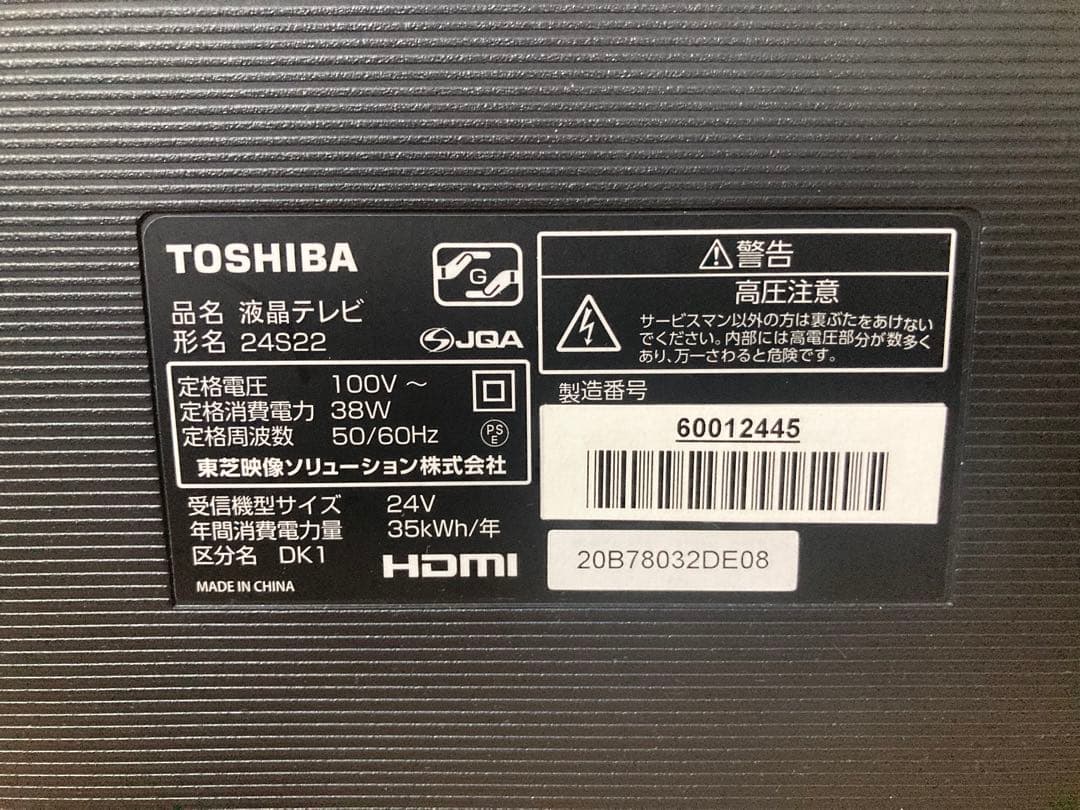 TOSHIBA
品名 液晶テレビ
形名 24S22
G
JQA
定格電圧 100V ～
定格消費電力 38W
定格周波数 50/60Hz
PS
E
東芝映像ソリューション株式会社
受信機型サイズ 24V
年間消費電力量 35kWh/年
区分名 DK1
HDMI
MADE IN CHINA
警告
高圧注意
サービスマン以外の方は裏ぶたをあけない
でください。内部には高電圧部分が数多く
あり、万一さわると危険です。
製造番号
60012445
20B78032DE08